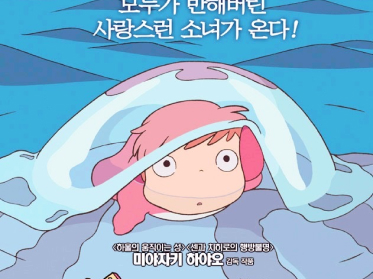 모두가 반해버린
사랑스런 소녀가 온다!
<하울의 움직이는 성> <센과 치히로의 행방불명>
미야자키 하야오 감독 작품